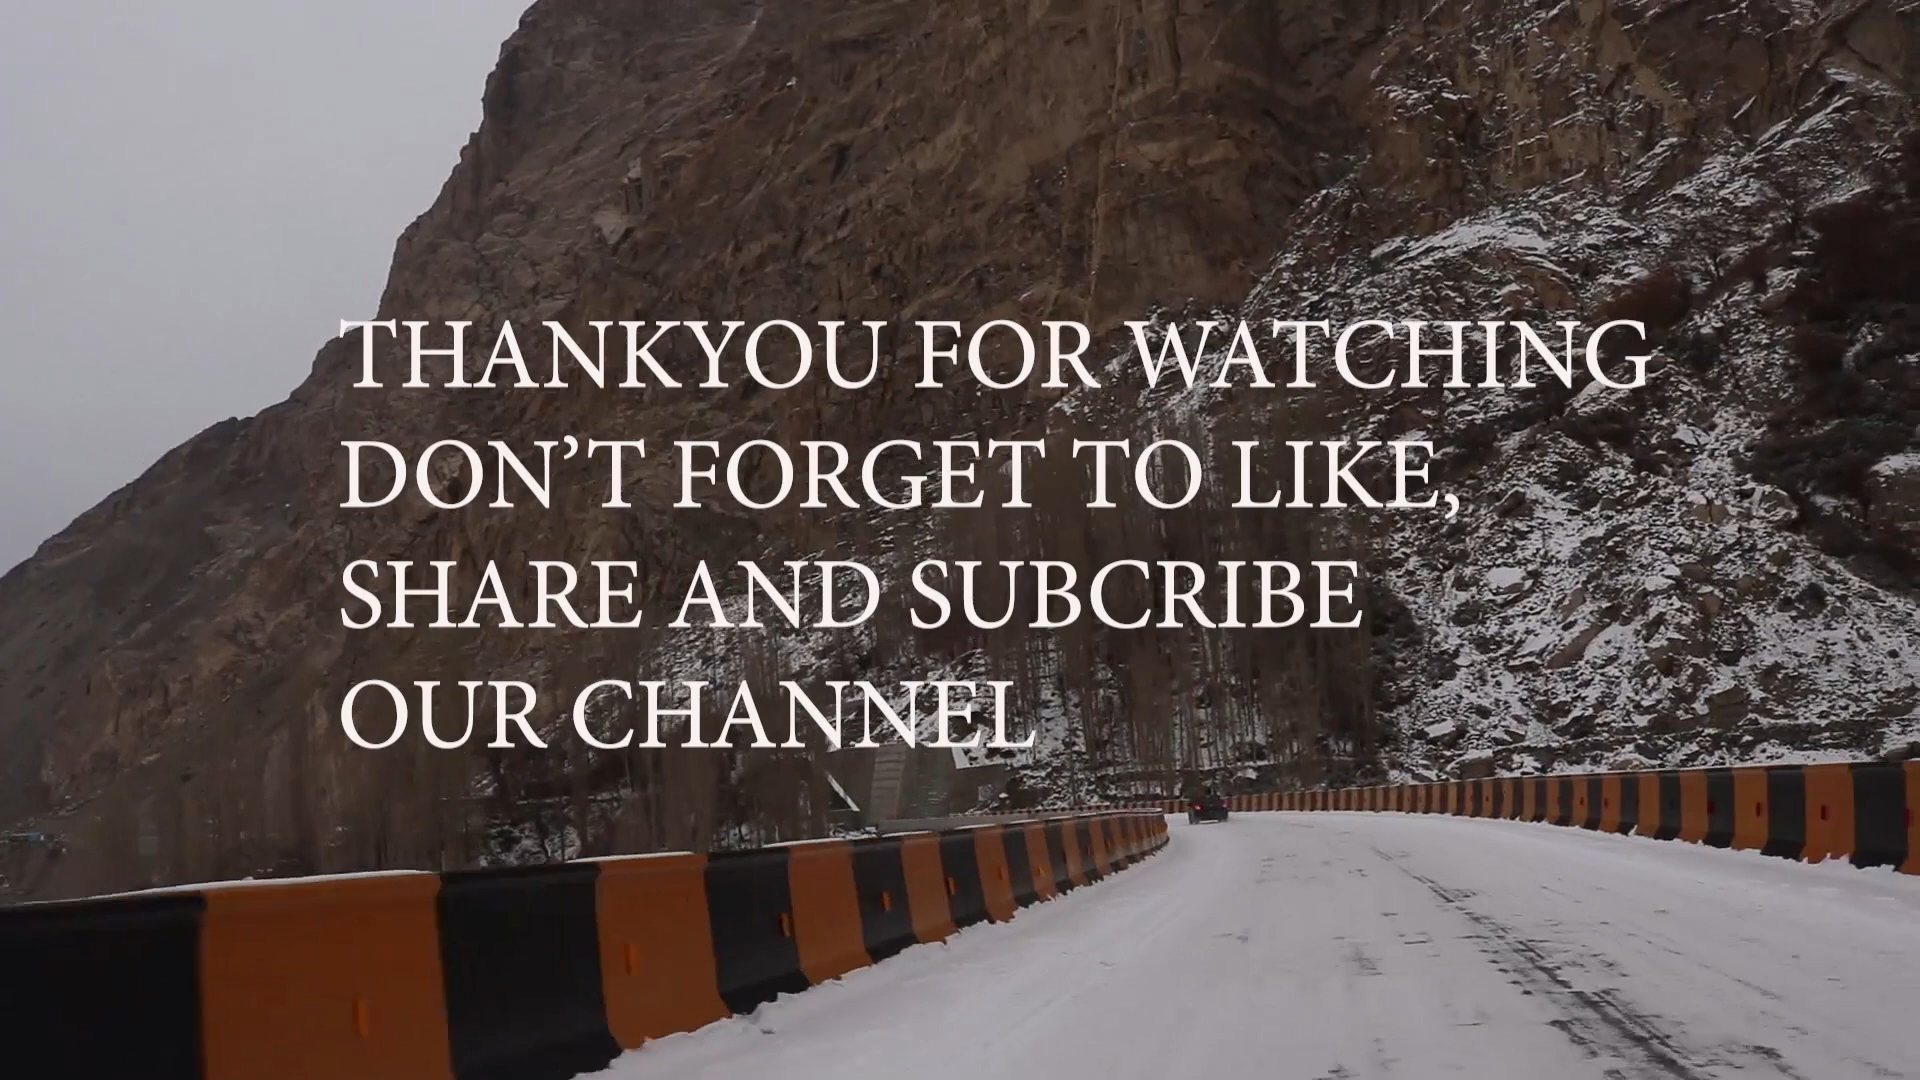 THANKYOU FOR WATCHING
DON’T FORGET TO LIKE,
SHARE AND SUBCRIBE
OUR CHANNEL